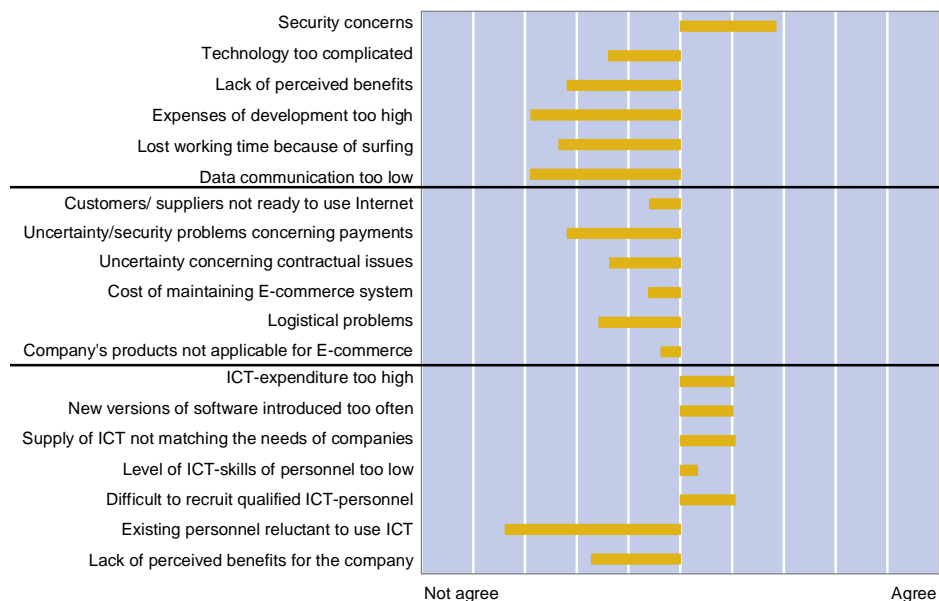 Security concerns
Technology too complicated
Lack of perceived benefits
Expenses of development too high
Lost working time because of surfing
Data communication too low
Customers/ suppliers not ready to use Internet
Uncertainty/security problems concerning payments
Uncertainty concerning contractual issues
Cost of maintaining E-commerce system
Logistical problems
Company's products not applicable for E-commerce
ICT-expenditure too high
New versions of software introduced too often
Supply of ICT not matching the needs of companies
Level of ICT-skills of personnel too low
Difficult to recruit qualified ICT-personnel
Existing personnel reluctant to use ICT
Lack of perceived benefits for the company
Not agree Agree